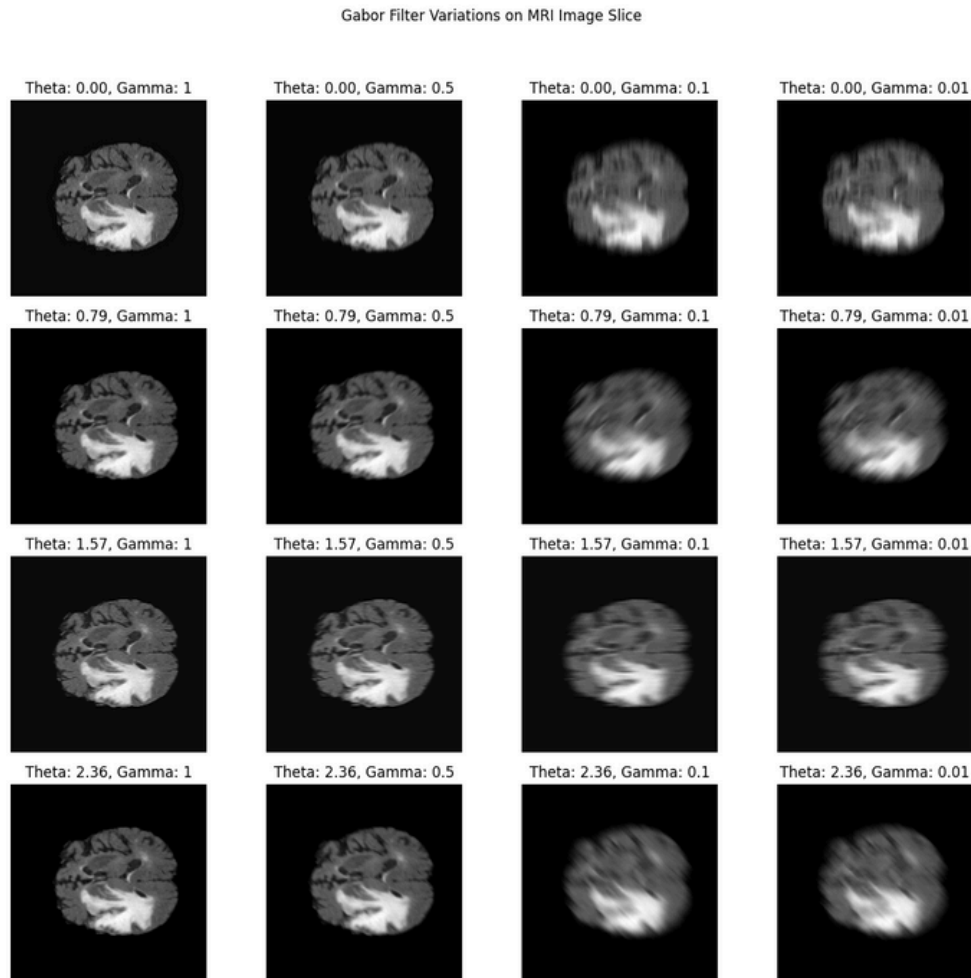 Gabor Filter Variations on MRI Image Slice
Theta: 0.00, Gamma: 1
Theta: 0.00, Gamma: 0.5
Theta: 0.00, Gamma: 0.1
Theta: 0.00, Gamma: 0.01
Theta: 0.79, Gamma: 1
Theta: 0.79, Gamma: 0.5
Theta: 0.79, Gamma: 0.1
Theta: 0.79, Gamma: 0.01
Theta: 1.57, Gamma: 1
Theta: 1.57, Gamma: 0.5
Theta: 1.57, Gamma: 0.1
Theta: 1.57, Gamma: 0.01
Theta: 2.36, Gamma: 1
Theta: 2.36, Gamma: 0.5
Theta: 2.36, Gamma: 0.1
Theta: 2.36, Gamma: 0.01